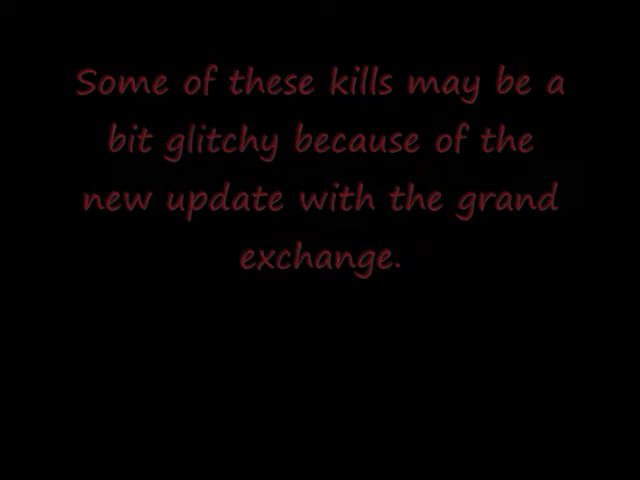 Some of these kills may be a
bit glitchy because of the
new update with the grand
exchange.